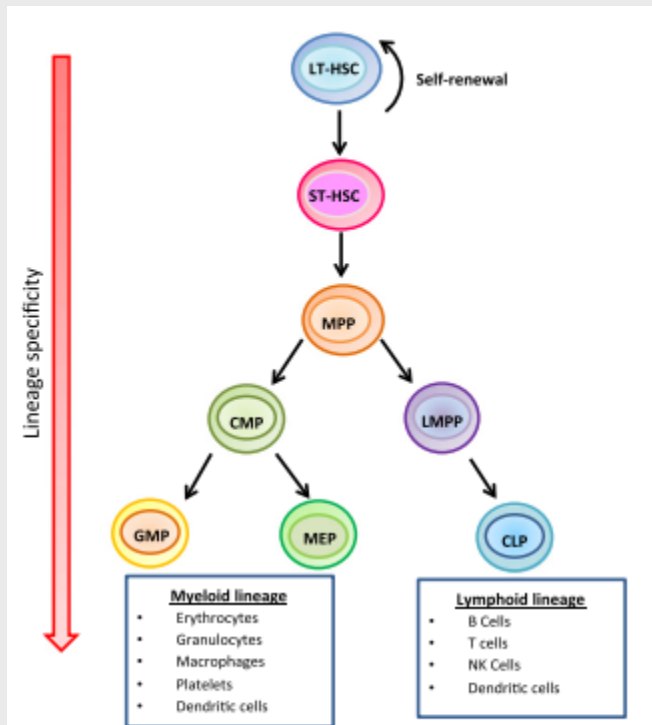 LT-HSC
Self-renewal
ST-HSC
MPP
CMP
LMPP
GMP
MEP
CLP
Lineage specificity
Myeloid lineage
• Erythrocytes
• Granulocytes
• Macrophages
• Platelets
• Dendritic cells
Lymphoid lineage
• B Cells
• T cells
• NK Cells
• Dendritic cells